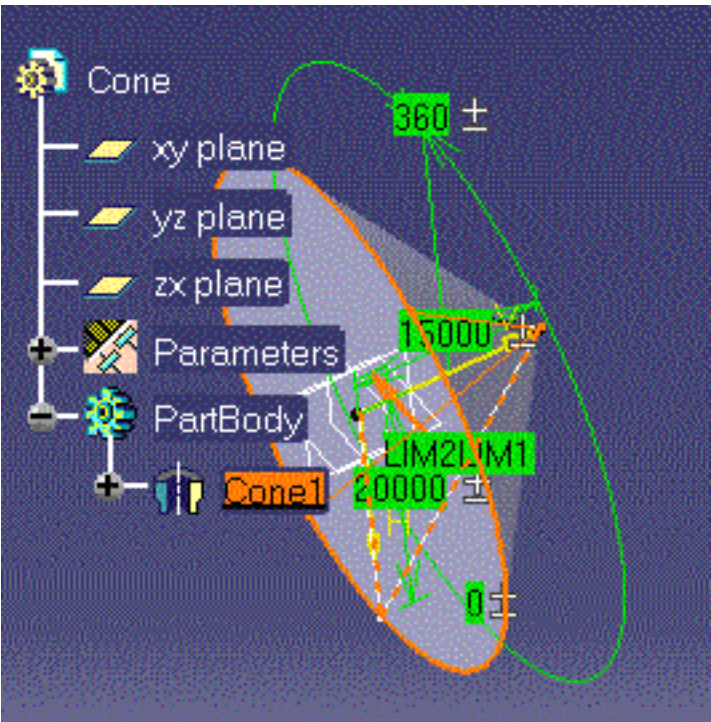 Cone
360 ±
xy plane
yz plane
zx plane
15000 ±
Parameters
PartBody
LIM2LIM1
Cone1
20000 ±
0 ±